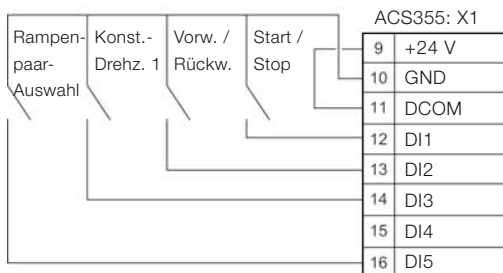 ACS355: X1
Rampen-
paar-
Auswahl
Konst.-
Drehz. 1
Vorw. /
Rückw.
Start /
Stop
9 +24 V
10 GND
11 DCOM
12 DI1
13 DI2
14 DI3
15 DI4
16 DI5